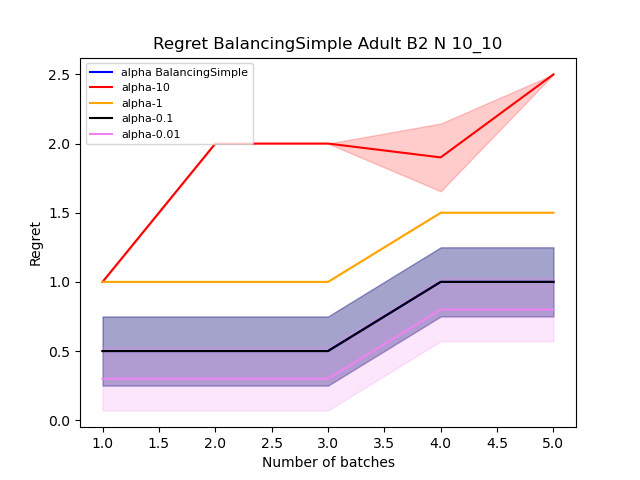 Regret BalancingSimple Adult B2 N 10_10
2.5
2.0
1.5
1.0
0.5
0.0
Regret
alpha BalancingSimple
alpha-10
alpha-1
alpha-0.1
alpha-0.01
1.0 1.5 2.0 2.5 3.0 3.5 4.0 4.5 5.0
Number of batches